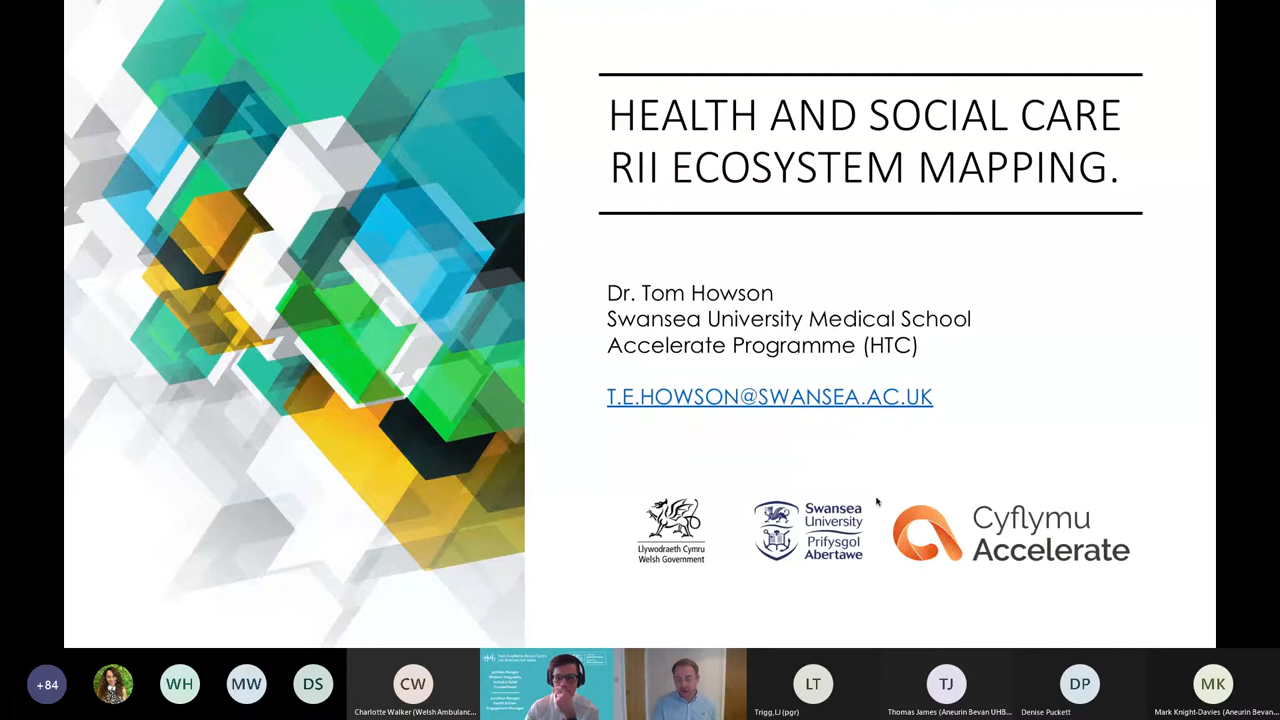 HEALTH AND SOCIAL CARE
RII ECOSYSTEM MAPPING.
Dr. Tom Howson
Swansea University Medical School
Accelerate Programme (HTC)
T.E.HOWSON@SWANSEA.AC.UK
Llywodraeth Cymru
Welsh Government
Swansea
University
Prifysgol
Abertawe
Cyflymu
Accelerate
+84
WH
MW
DS
CW
Charlotte Walker (Welsh Ambulanc...
LT
Trigg,LJ (pgr)
TJ
Thomas James (Aneurin Bevan UHB...
DP
Denise Puckett
MK
Mark Knight-Davies (Aneurin Bevan...